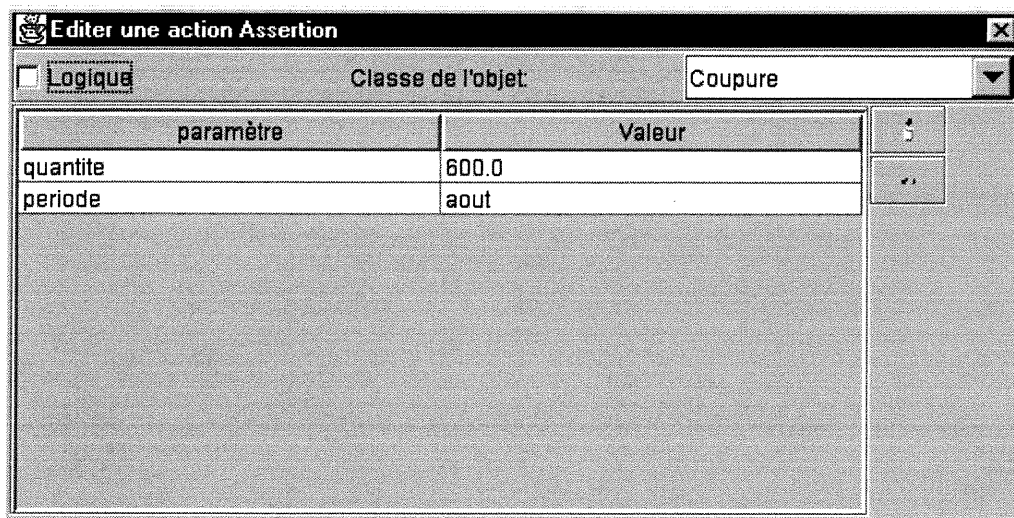 Editer une action Assertion
Logique Classe de l'objet: Coupure
paramètre Valeur
quantite 600.0
periode aout